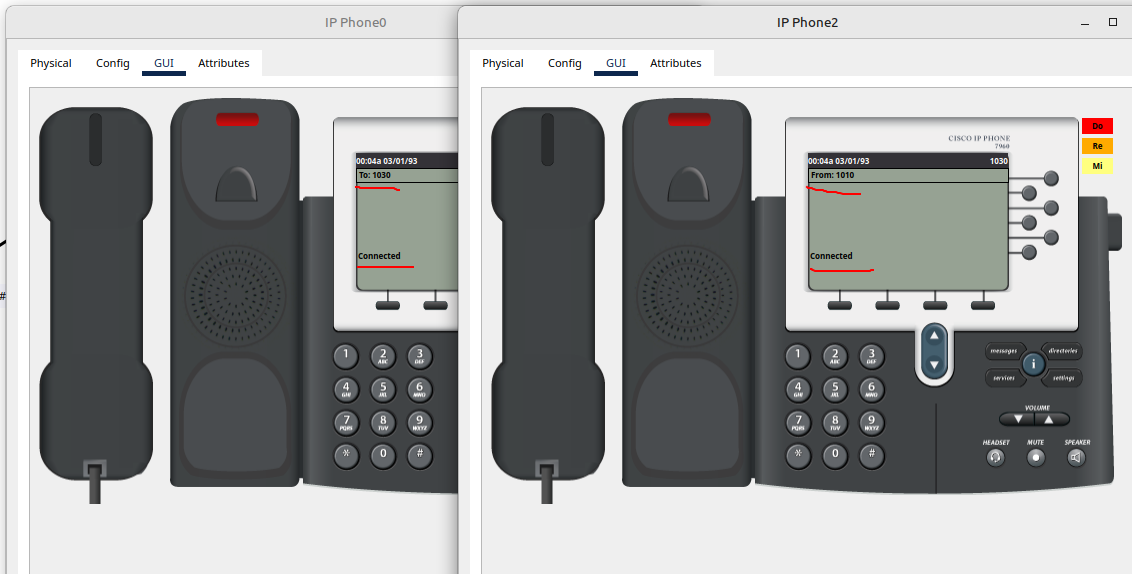 IP Phone0
Physical Config GUI Attributes
00:04a 03/01/93
To: 1030
Connected
1 2 ABC 3 DEF
4 GHI 5 JKL 6 MNO
7 PQRS 8 TUV 9 WXYZ
* 0 #
#
IP Phone2
Physical Config GUI Attributes
CISCO IP PHONE
7960
Do
Re
Mi
00:04a 03/01/93 1030
From: 1010
Connected
1 2 ABC 3 DEF
4 GHI 5 JKL 6 MNO
7 PQRS 8 TUV 9 WXYZ
* 0 #
messages directories
i
services settings
VOLUME
HEADSET MUTE SPEAKER